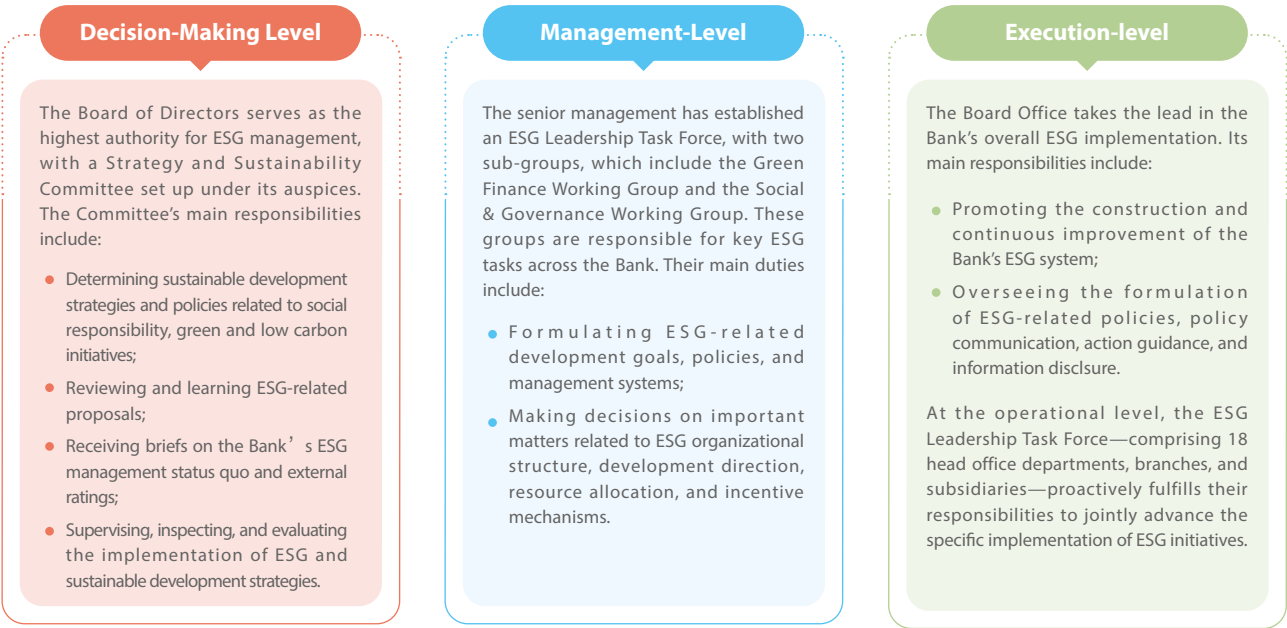 Decision-Making Level
The Board of Directors serves as the
highest authority for ESG management,
with a Strategy and Sustainability
Committee set up under its auspices.
The Committee's main responsibilities
include:
Determining sustainable development
strategies and policies related to social
responsibility, green and low carbon
initiatives;
Reviewing and learning ESG-related
proposals;
Receiving briefs on the Bank's ESG
management status quo and external
ratings;
Supervising, inspecting, and evaluating
the implementation of ESG and
sustainable development strategies.
Management-Level
The senior management has established
an ESG Leadership Task Force, with two
sub-groups, which include the Green
Finance Working Group and the Social
& Governance Working Group. These
groups are responsible for key ESG
tasks across the Bank. Their main duties
include:
Formulating ESG-related
development goals, policies, and
management systems;
Making decisions on important
matters related to ESG organizational
structure, development direction,
resource allocation, and incentive
mechanisms.
Execution-level
The Board Office takes the lead in the
Bank's overall ESG implementation. Its
main responsibilities include:
Promoting the construction and
continuous improvement of the
Bank's ESG system;
Overseeing the formulation
of ESG-related policies, policy
communication, action guidance, and
information disclsure.
At the operational level, the ESG
Leadership Task Force—comprising 18
head office departments, branches, and
subsidiaries—proactively fulfills their
responsibilities to jointly advance the
specific implementation of ESG initiatives.